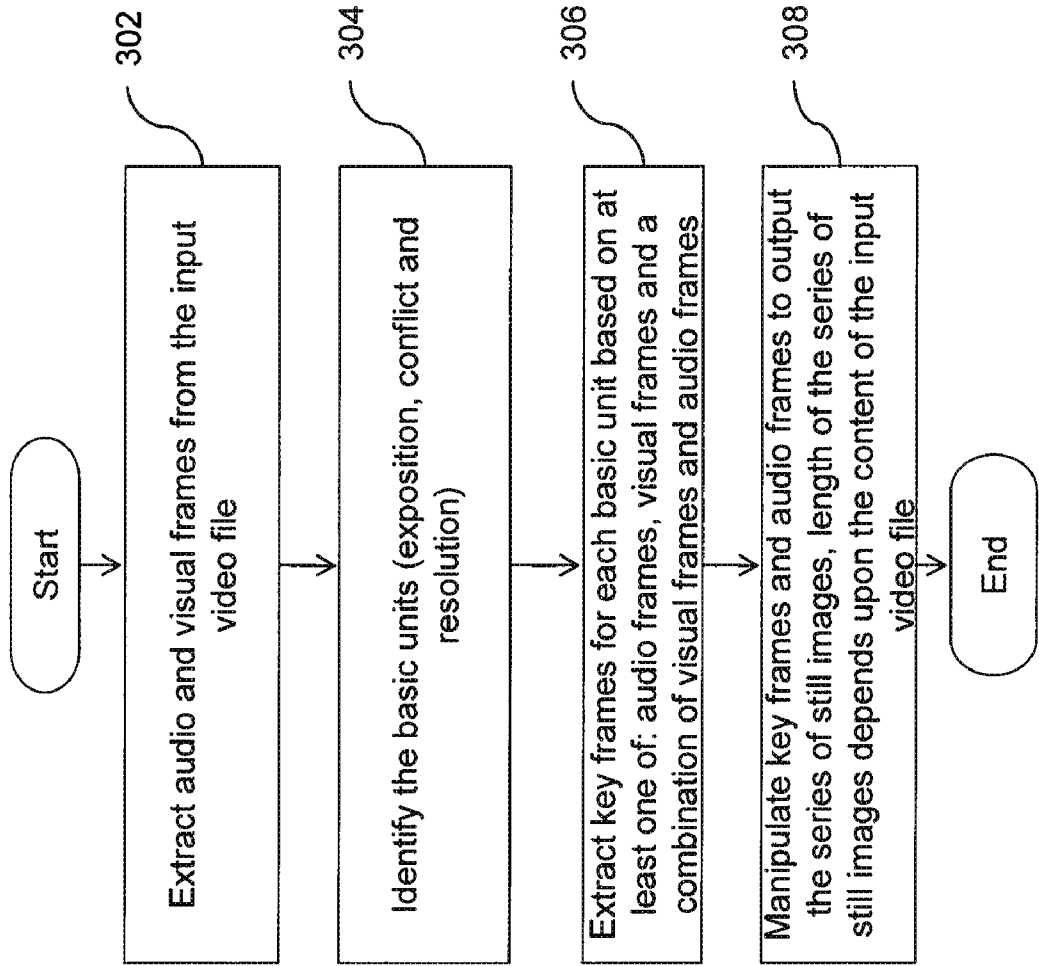 Start
Extract audio and visual frames from the input
video file
302
Identify the basic units (exposition, conflict and
resolution)
304
Extract key frames for each basic unit based on at
least one of: audio frames, visual frames and a
combination of visual frames and audio frames
306
Manipulate key frames and audio frames to output
the series of still images, length of the series of
still images depends upon the content of the input
video file
308
End